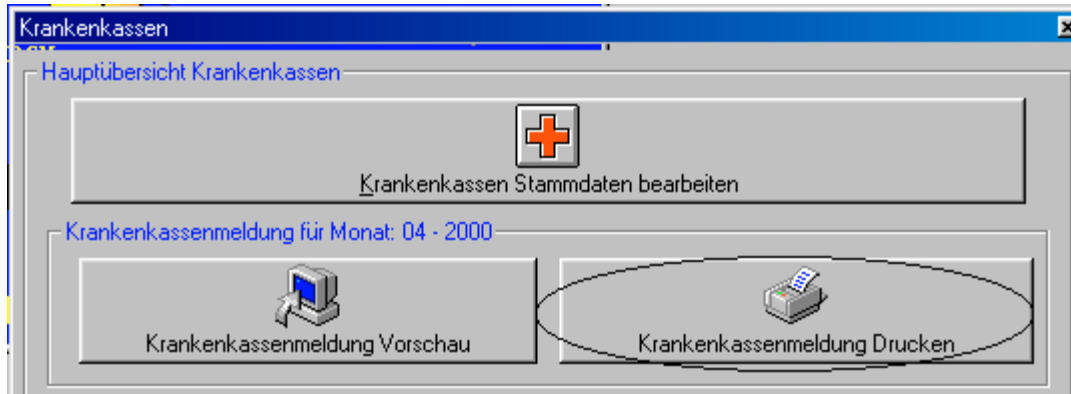 Krankenkassen
Hauptübersicht Krankenkassen
Krankenkassen Stammdaten bearbeiten
Krankenkassenmeldung für Monat: 04 - 2000
Krankenkassenmeldung Vorschau
Krankenkassenmeldung Drucken